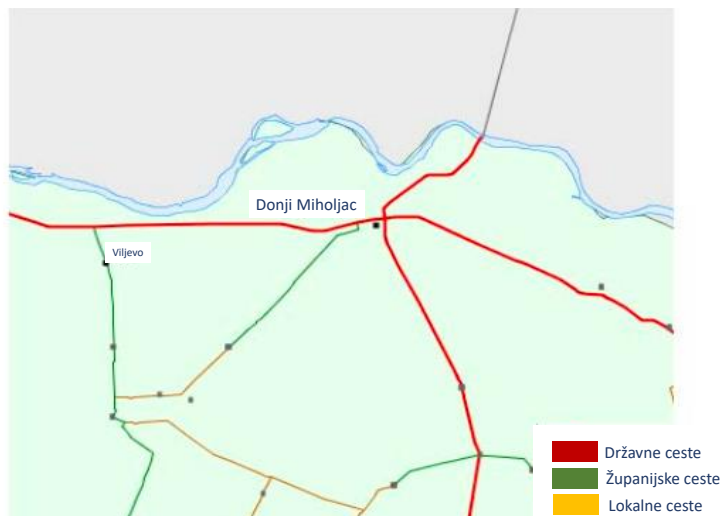 Donji Miholjac
Viljevo
Državne ceste
Županijske ceste
Lokalne ceste